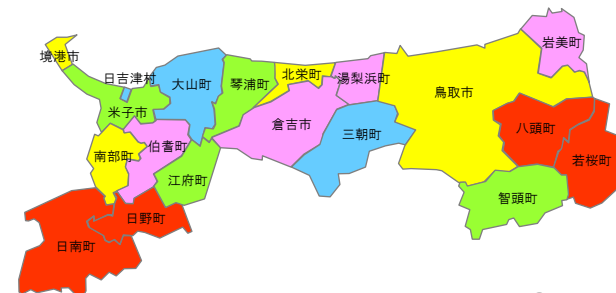 岩美町
境港市
日吉津村
大山町
琴浦町
北栄町
湯梨浜町
鳥取市
米子市
倉吉市
三朝町
八頭町
南部町
伯耆町
若桜町
江府町
智頭町
日野町
日南町